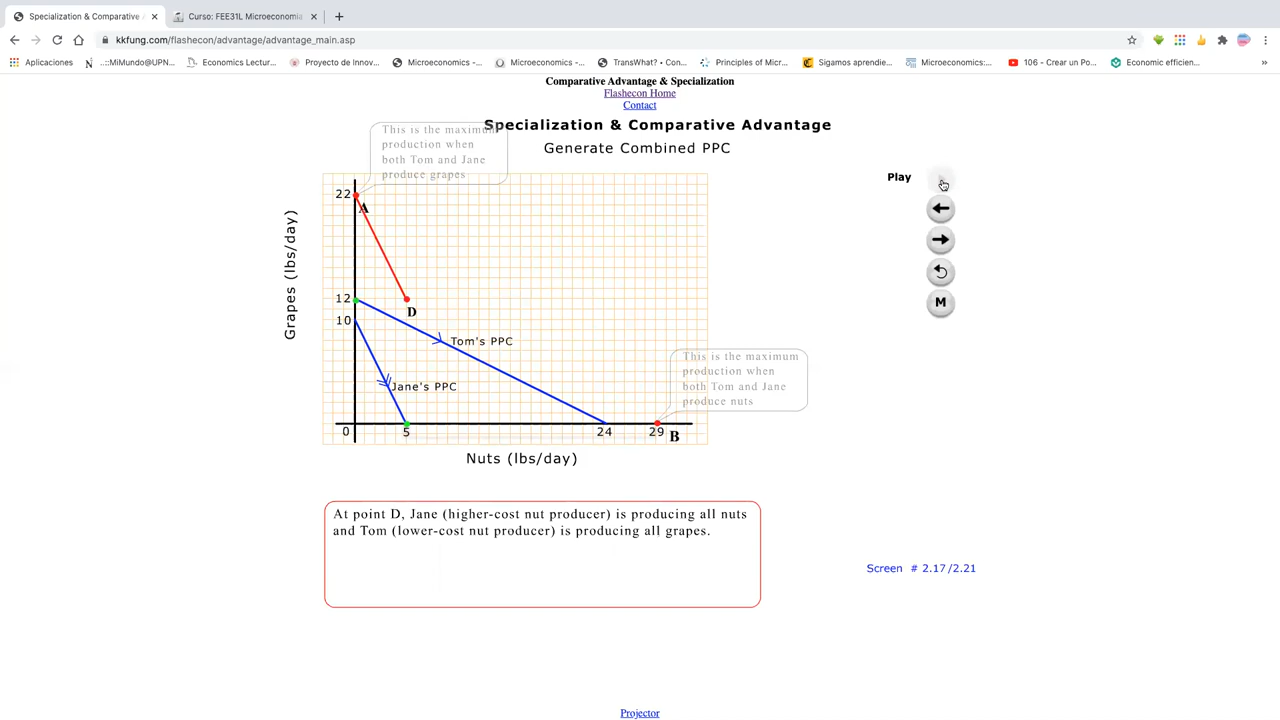 Specialization & Comparative A
Curso: FEE31L Microeconomia
kkfung.com/flashecon/advantage/advantage_main.asp
Aplicaciones
..::MiMundo@UPN...
Economics Lectur...
Proyecto de Innov...
Microeconomics -...
Microeconomics -...
TransWhat? - Con...
Principles of Micr...
Sigamos aprendie...
Microeconomics:...
106 - Crear un Po...
Economic efficien...
»
Comparative Advantage & Specialization
Flashecon Home
Contact
Specialization & Comparative Advantage
Generate Combined PPC
This is the maximum
production when
both Tom and Jane
produce grapes
Play
M
22
A
12
10
D
Grapes (lbs/day)
Tom's PPC
Jane's PPC
This is the maximum
production when
both Tom and Jane
produce nuts
0
5
24
29
B
Nuts (lbs/day)
At point D, Jane (higher-cost nut producer) is producing all nuts
and Tom (lower-cost nut producer) is producing all grapes.
Screen # 2.17/2.21
Projector